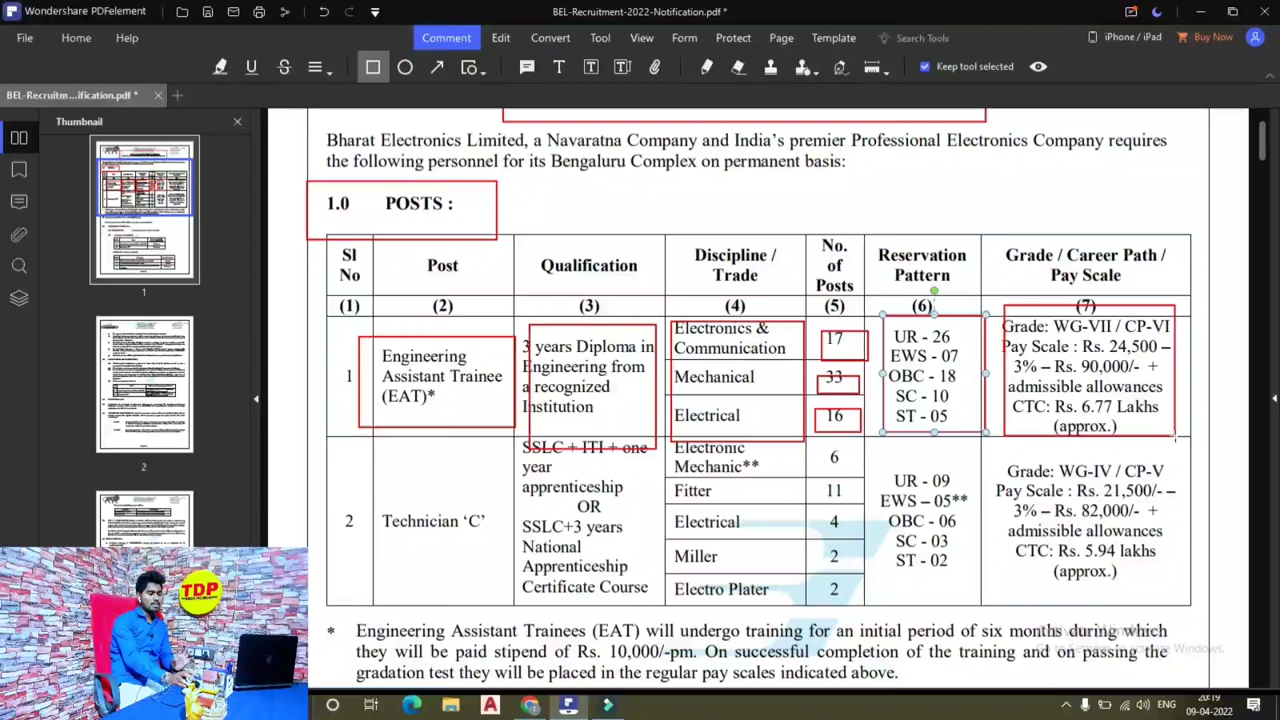 Wondershare PDFelement
BEL-Recruitment-2022-Notification.pdf *
File Home Help Comment Edit Convert Tool View Form Protect Page Template Search Tools iPhone / iPad Buy Now
Keep tool selected
BEL-Recruitm...ification.pdf *
Thumbnail
1
2
Bharat Electronics Limited, a Navaratna Company and India's premier Professional Electronics Company requires
the following personnel for its Bengaluru Complex on permanent basis:
1.0 POSTS :
Sl No
Post
Qualification
Discipline / Trade
No. of Posts
Reservation Pattern
Grade / Career Path / Pay Scale
(1) (2) (3) (4) (5) (6) (7)
1
Engineering
Assistant Trainee
(EAT)*
3 years Diploma in
Engineering from
a recognized
Institution
Electronics &
Communication
Mechanical 33
Electrical 16
UR - 26
EWS - 07
OBC - 18
SC - 10
ST - 05
Grade: WG-VII / CP-VI
Pay Scale : Rs. 24,500 –
3% – Rs. 90,000/- +
admissible allowances
CTC: Rs. 6.77 Lakhs
(approx.)
2
Technician 'C'
SSLC + ITI + one
year
apprenticeship
OR
SSLC+3 years
National
Apprenticeship
Certificate Course
Electronic
Mechanic** 6
Fitter 11
Electrical 4
Miller 2
Electro Plater 2
UR - 09
EWS – 05**
OBC - 06
SC - 03
ST - 02
Grade: WG-IV / CP-V
Pay Scale : Rs. 21,500/- –
3% – Rs. 82,000/- +
admissible allowances
CTC: Rs. 5.94 lakhs
(approx.)
* Engineering Assistant Trainees (EAT) will undergo training for an initial period of six months during which
they will be paid stipend of Rs. 10,000/-pm. On successful completion of the training and on passing the
gradation test they will be placed in the regular pay scales indicated above.
TDP
ENG
20:19
09-04-2022